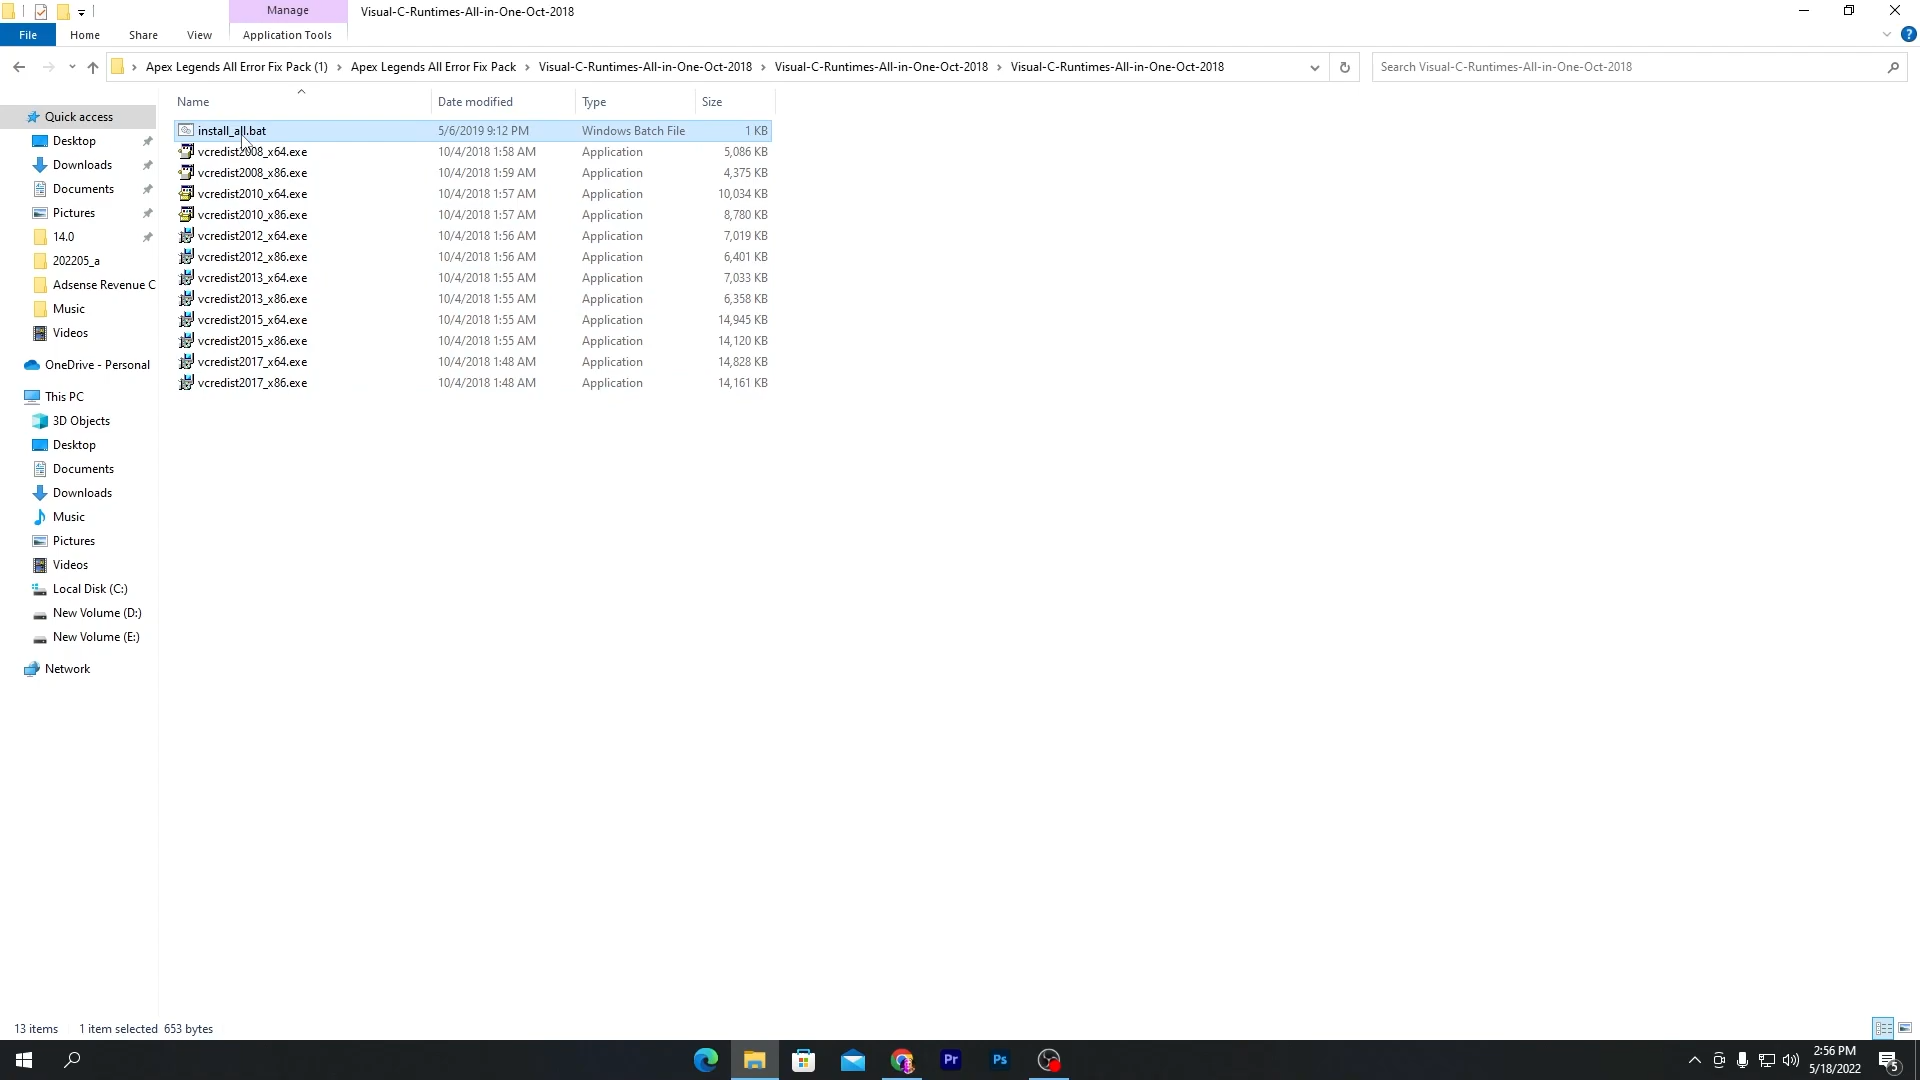 Manage
Visual-C-Runtimes-All-in-One-Oct-2018
File
Home
Share
View
Application Tools
Apex Legends All Error Fix Pack (1) > Apex Legends All Error Fix Pack > Visual-C-Runtimes-All-in-One-Oct-2018 > Visual-C-Runtimes-All-in-One-Oct-2018 > Visual-C-Runtimes-All-in-One-Oct-2018
Search Visual-C-Runtimes-All-in-One-Oct-2018
Quick access
Desktop
Downloads
Documents
Pictures
14.0
202205_a
Adsense Revenue C
Music
Videos
OneDrive - Personal
This PC
3D Objects
Desktop
Documents
Downloads
Music
Pictures
Videos
Local Disk (C:)
New Volume (D:)
New Volume (E:)
Network
Name Date modified Type Size
install_all.bat 5/6/2019 9:12 PM Windows Batch File 1 KB
vcredist2008_x64.exe 10/4/2018 1:58 AM Application 5,086 KB
vcredist2008_x86.exe 10/4/2018 1:59 AM Application 4,375 KB
vcredist2010_x64.exe 10/4/2018 1:57 AM Application 10,034 KB
vcredist2010_x86.exe 10/4/2018 1:57 AM Application 8,780 KB
vcredist2012_x64.exe 10/4/2018 1:56 AM Application 7,019 KB
vcredist2012_x86.exe 10/4/2018 1:56 AM Application 6,401 KB
vcredist2013_x64.exe 10/4/2018 1:55 AM Application 7,033 KB
vcredist2013_x86.exe 10/4/2018 1:55 AM Application 6,358 KB
vcredist2015_x64.exe 10/4/2018 1:55 AM Application 14,945 KB
vcredist2015_x86.exe 10/4/2018 1:55 AM Application 14,120 KB
vcredist2017_x64.exe 10/4/2018 1:48 AM Application 14,828 KB
vcredist2017_x86.exe 10/4/2018 1:48 AM Application 14,161 KB
13 items 1 item selected 653 bytes
Pr
Ps
2:56 PM
5/18/2022
5